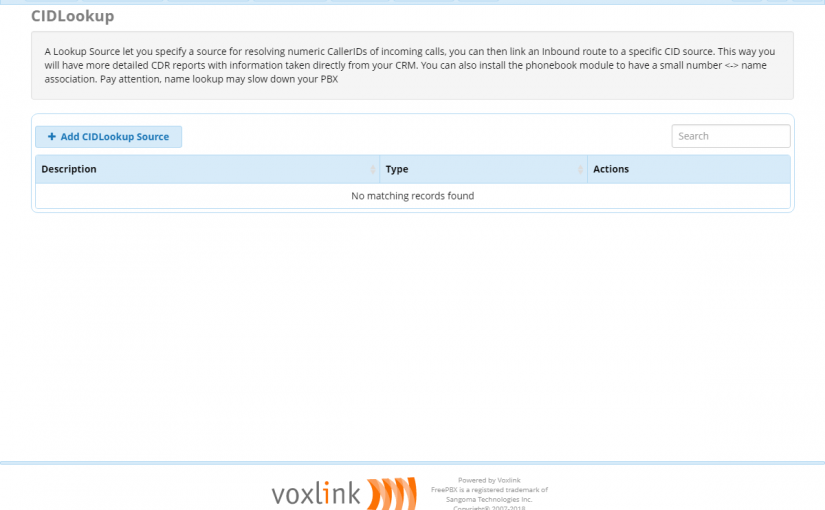 CIDLookup
A Lookup Source let you specify a source for resolving numeric CallerIDs of incoming calls, you can then link an Inbound route to a specific CID source. This way you
will have more detailed CDR reports with information taken directly from your CRM. You can also install the phonebook module to have a small number <-> name
association. Pay attention, name lookup may slow down your PBX
+ Add CIDLookup Source
Search
Description Type Actions
No matching records found
voxlink
Powered by Voxlink
FreePBX is a registered trademark of
Sangoma Technologies Inc.
Copyright© 2007-2018